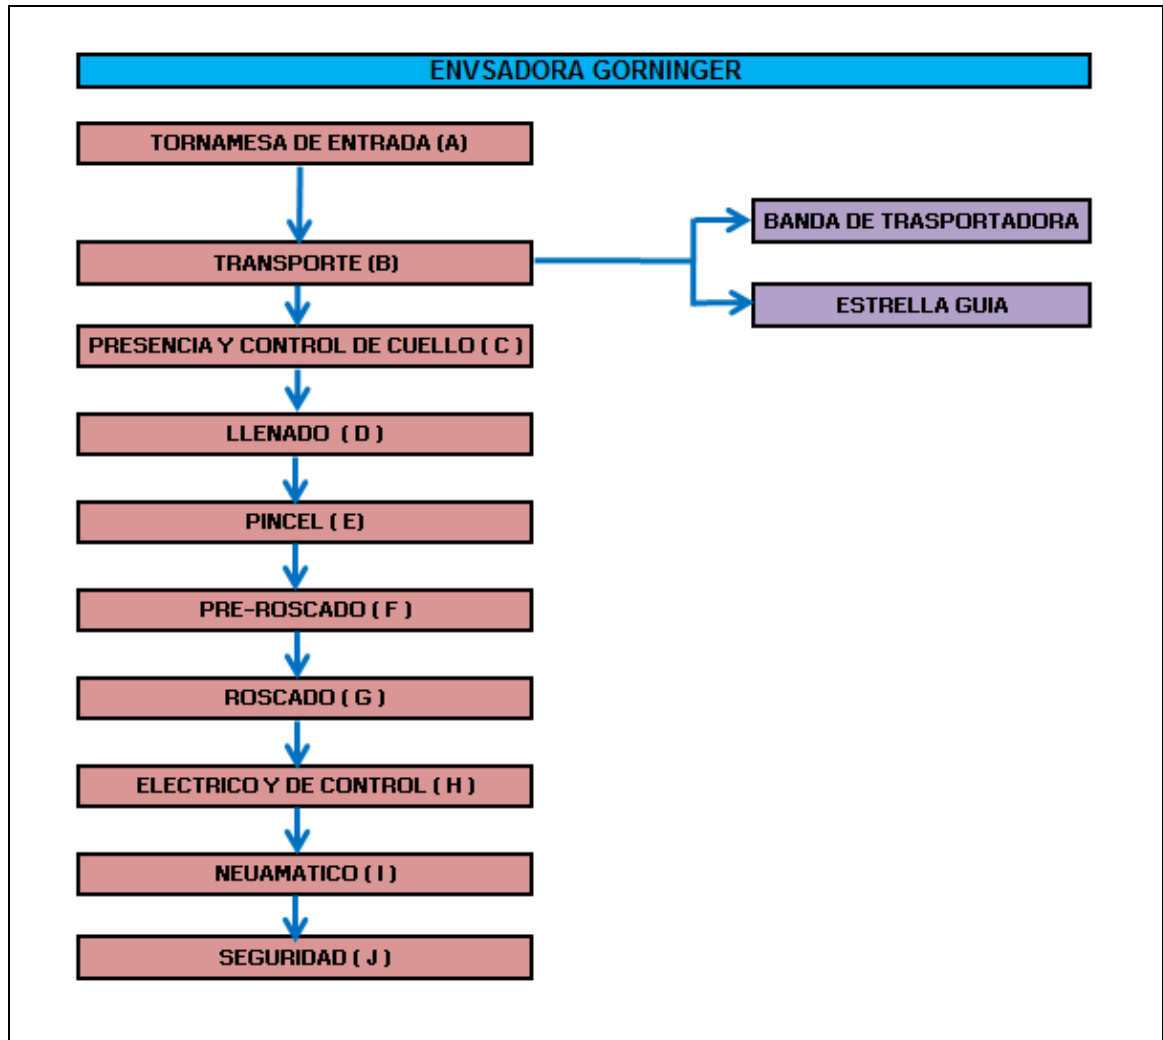 ENVSADORA GORNINGER
TORNAMESA DE ENTRADA (A)
TRANSPORTE (B)
BANDA DE TRASPORTADORA
ESTRELLA GUIA
PRESENCIA Y CONTROL DE CUELLO ( C )
LLENADO ( D )
PINCEL ( E)
PRE-ROSCADO ( F )
ROSCADO ( G )
ELECTRICO Y DE CONTROL ( H )
NEUAMATICO ( I )
SEGURIDAD ( J )